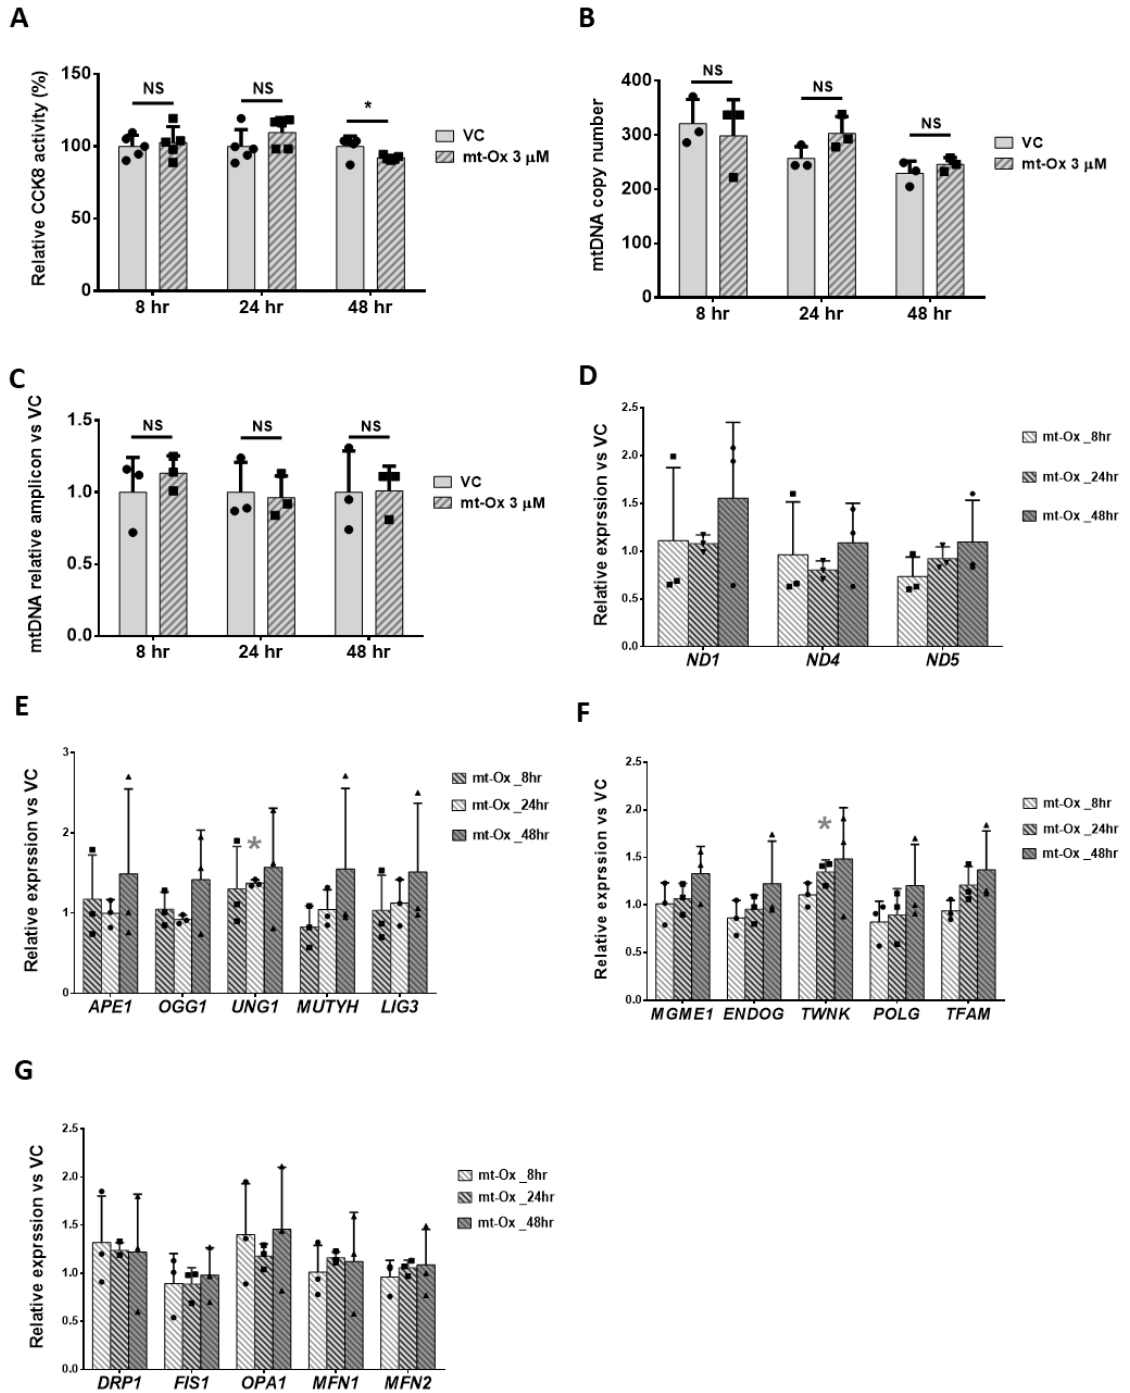 A
Relative CCK8 activity (%)
150
100
50
0
NS
NS
*
8 hr
24 hr
48 hr
VC
mt-Ox 3 μM
B
mtDNA copy number
400
300
200
100
0
NS
NS
NS
8 hr
24 hr
48 hr
VC
mt-Ox 3 μM
C
mtDNA relative amplicon vs VC
1.5
1.0
0.5
0.0
NS
NS
NS
8 hr
24 hr
48 hr
VC
mt-Ox 3 μM
D
Relative exprssion vs VC
2.5
2.0
1.5
1.0
0.5
0.0
ND1
ND4
ND5
mt-Ox _8hr
mt-Ox _24hr
mt-Ox _48hr
E
Relative exprssion vs VC
3
2
1
0
*
APE1
OGG1
UNG1
MUTYH
LIG3
mt-Ox _8hr
mt-Ox _24hr
mt-Ox _48hr
F
Relative exprssion vs VC
2.5
2.0
1.5
1.0
0.5
0.0
*
MGME1
ENDOG
TWNK
POLG
TFAM
mt-Ox _8hr
mt-Ox _24hr
mt-Ox _48hr
G
Relative exprssion vs VC
2.5
2.0
1.5
1.0
0.5
0.0
DRP1
FIS1
OPA1
MFN1
MFN2
mt-Ox _8hr
mt-Ox _24hr
mt-Ox _48hr